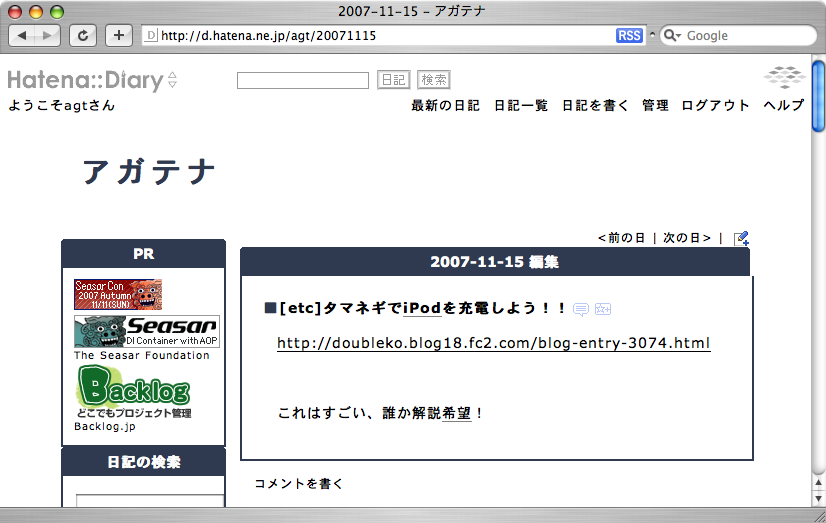 2007-11-15 – アガテナ
D http://d.hatena.ne.jp/agt/20071115 RSS Google
Hatena::Diary 日記 検索
ようこそagtさん 最新の日記 日記一覧 日記を書く 管理 ログアウト ヘルプ
アガテナ
<前の日 | 次の日> |
PR
Seasar Con
2007 Autumn
11/11(SUN)
Seasar
DI Container with AOP
The Seasar Foundation
Backlog
どこでもプロジェクト管理
Backlog.jp
日記の検索
2007-11-15 編集
■[etc]タマネギでiPodを充電しよう！！
http://doubleko.blog18.fc2.com/blog-entry-3074.html
これはすごい、誰か解説希望！
コメントを書く